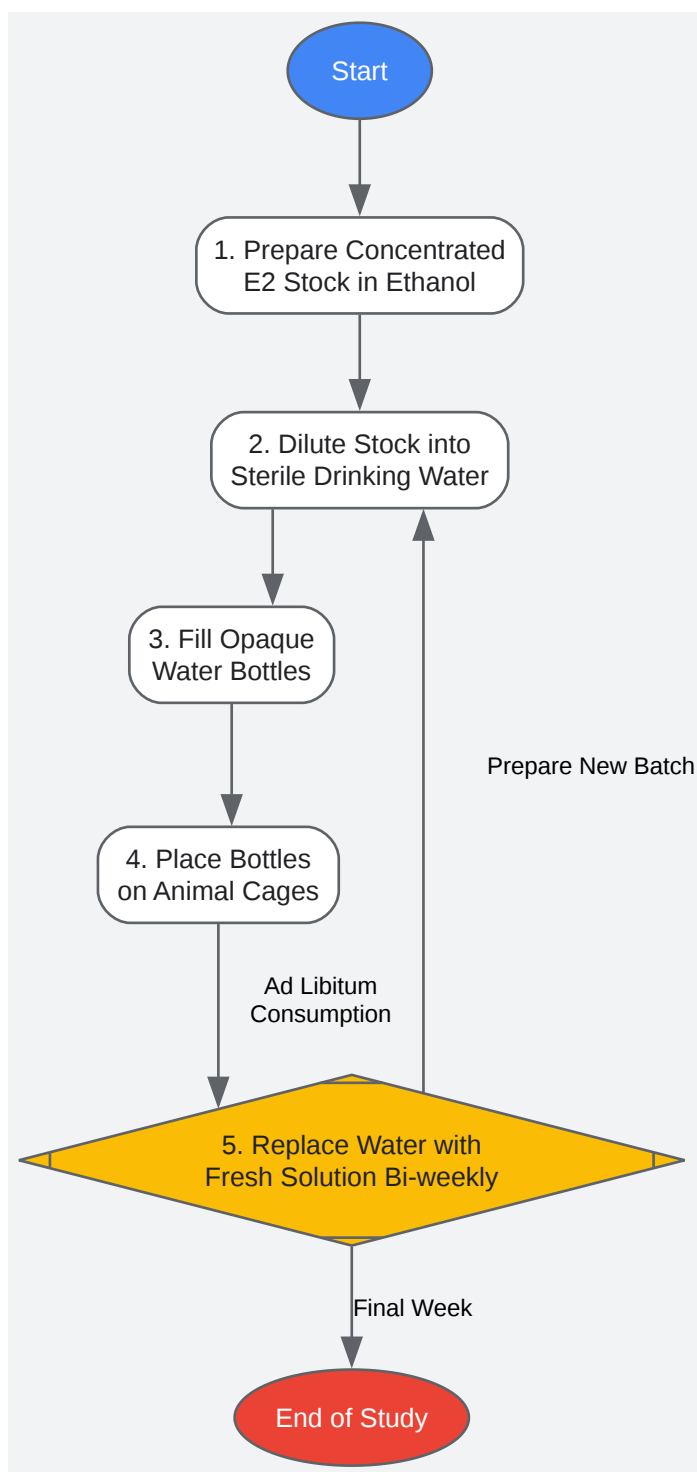 Start
1. Prepare Concentrated
E2 Stock in Ethanol
2. Dilute Stock into
Sterile Drinking Water
3. Fill Opaque
Water Bottles
Prepare New Batch
4. Place Bottles
on Animal Cages
Ad Libitum
Consumption
5. Replace Water with
Fresh Solution Bi-weekly
Final Week
End of Study